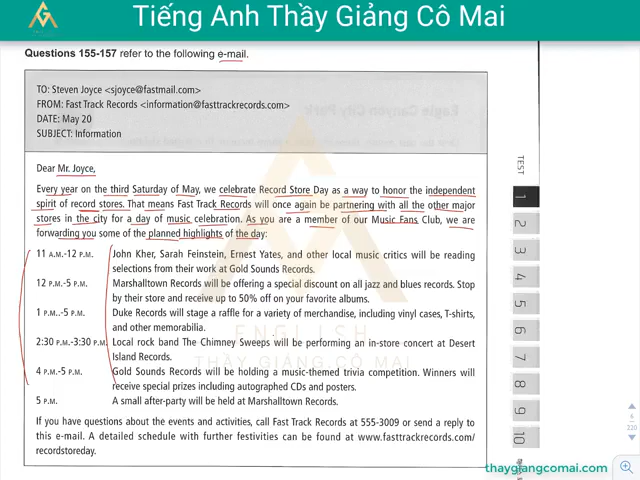 Tiếng Anh Thầy Giảng Cô Mai
Questions 155-157 refer to the following e-mail.
TO: Steven Joyce <sjoyce@fastmail.com>
FROM: Fast Track Records <information@fasttrackrecords.com>
DATE: May 20
SUBJECT: Information
Dear Mr. Joyce,
Every year on the third Saturday of May, we celebrate Record Store Day as a way to honor the independent
spirit of record stores. That means Fast Track Records will once again be partnering with all the other major
stores in the city for a day of music celebration. As you are a member of our Music Fans Club, we are
forwarding you some of the planned highlights of the day:
11 A.M.-12 P.M. John Kher, Sarah Feinstein, Ernest Yates, and other local music critics will be reading
selections from their work at Gold Sounds Records.
12 P.M.-5 P.M. Marshalltown Records will be offering a special discount on all jazz and blues records. Stop
by their store and receive up to 50% off on your favorite albums.
1 P.M..-5 P.M. Duke Records will stage a raffle for a variety of merchandise, including vinyl cases, T-shirts,
and other memorabilia.
2:30 P.M.-3:30 P.M. Local rock band The Chimney Sweeps will be performing an in-store concert at Desert
Island Records.
4 P.M.-5 P.M. Gold Sounds Records will be holding a music-themed trivia competition. Winners will
receive special prizes including autographed CDs and posters.
5 P.M. A small after-party will be held at Marshalltown Records.
If you have questions about the events and activities, call Fast Track Records at 555-3009 or send a reply to
this e-mail. A detailed schedule with further festivities can be found at www.fasttrackrecords.com/
recordstoreday.
ENGLISH
THẦY GIẢNG CÔ MAI
TEST
1
2
3
4
5
6
7
8
9
10
6
220
thaygiangcomai.com